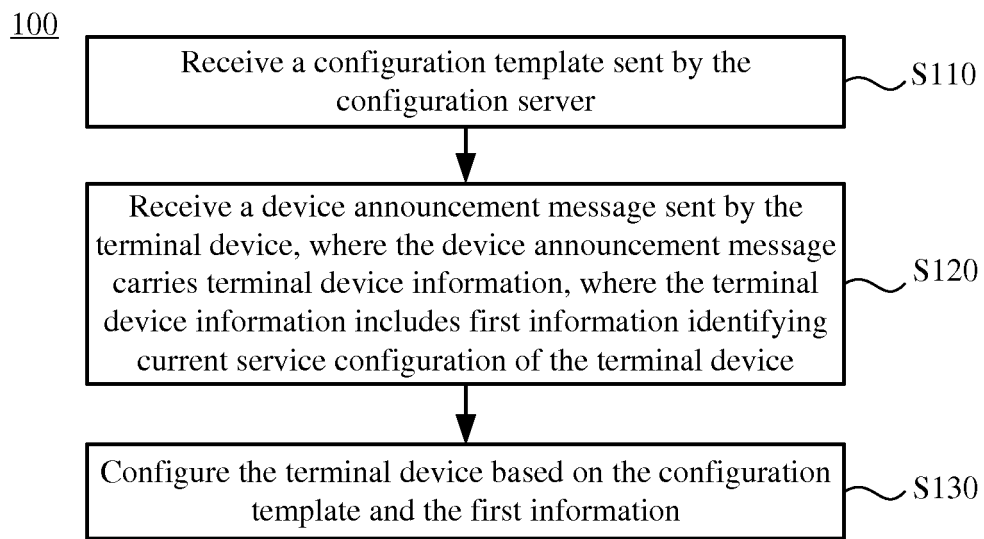 100
Receive a configuration template sent by the
configuration server
S110
Receive a device announcement message sent by the
terminal device, where the device announcement message
carries terminal device information, where the terminal
device information includes first information identifying
current service configuration of the terminal device
S120
Configure the terminal device based on the configuration
template and the first information
S130